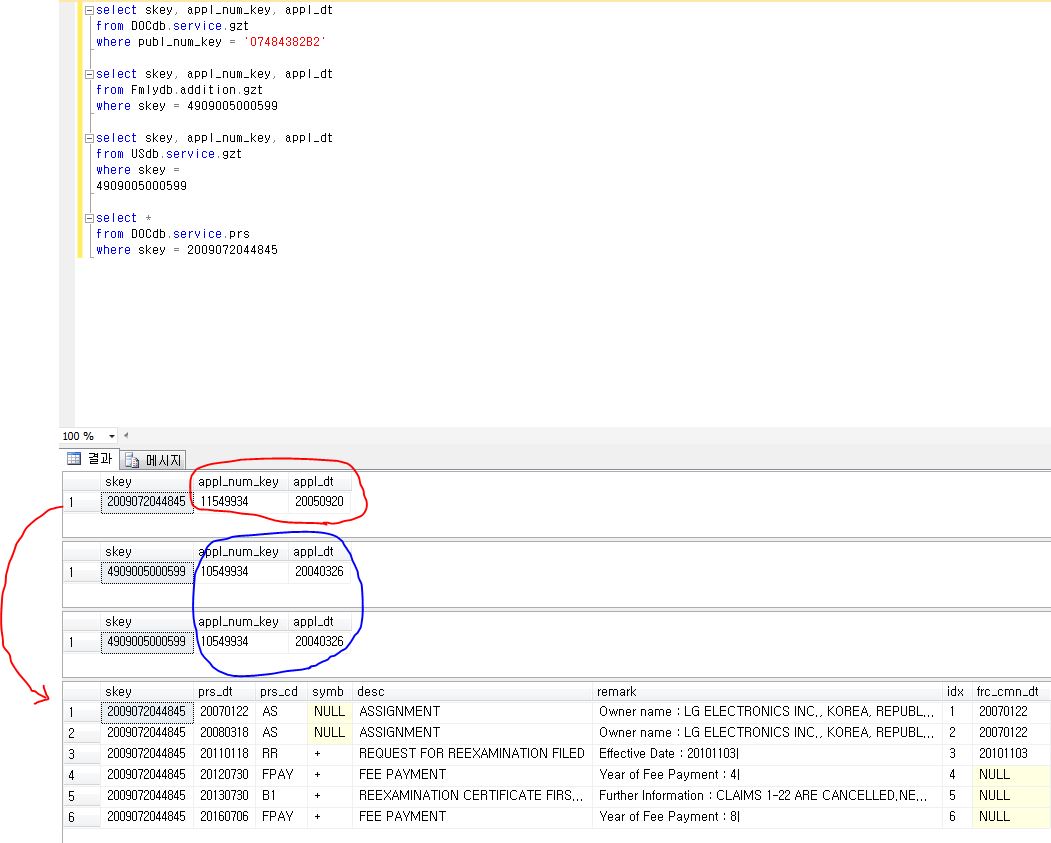 select skey, appl_num_key, appl_dt
from DOCdb.service.gzt
where publ_num_key = '07484382B2'
select skey, appl_num_key, appl_dt
from Fmlydb.addition.gzt
where skey = 4909005000599
select skey, appl_num_key, appl_dt
from USdb.service.gzt
where skey =
4909005000599
select *
from DOCdb.service.prs
where skey = 2009072044845
100 %
결과 메시지
skey appl_num_key appl_dt
1 2009072044845 11549934 20050920
skey appl_num_key appl_dt
1 4909005000599 10549934 20040326
skey appl_num_key appl_dt
1 4909005000599 10549934 20040326
skey prs_dt prs_cd symb desc remark idx frc_cmn_dt
1 2009072044845 20070122 AS NULL ASSIGNMENT Owner name : LG ELECTRONICS INC., KOREA, REPUBL... 1 20070122
2 2009072044845 20080318 AS NULL ASSIGNMENT Owner name : LG ELECTRONICS INC., KOREA, REPUBL... 2 20070122
3 2009072044845 20110118 RR + REQUEST FOR REEXAMINATION FILED Effective Date : 20101103| 3 20101103
4 2009072044845 20120730 FPAY + FEE PAYMENT Year of Fee Payment : 4| 4 NULL
5 2009072044845 20130730 B1 + REEXAMINATION CERTIFICATE FIRS... Further Information : CLAIMS 1-22 ARE CANCELLED.NE... 5 NULL
6 2009072044845 20160706 FPAY + FEE PAYMENT Year of Fee Payment : 8| 6 NULL